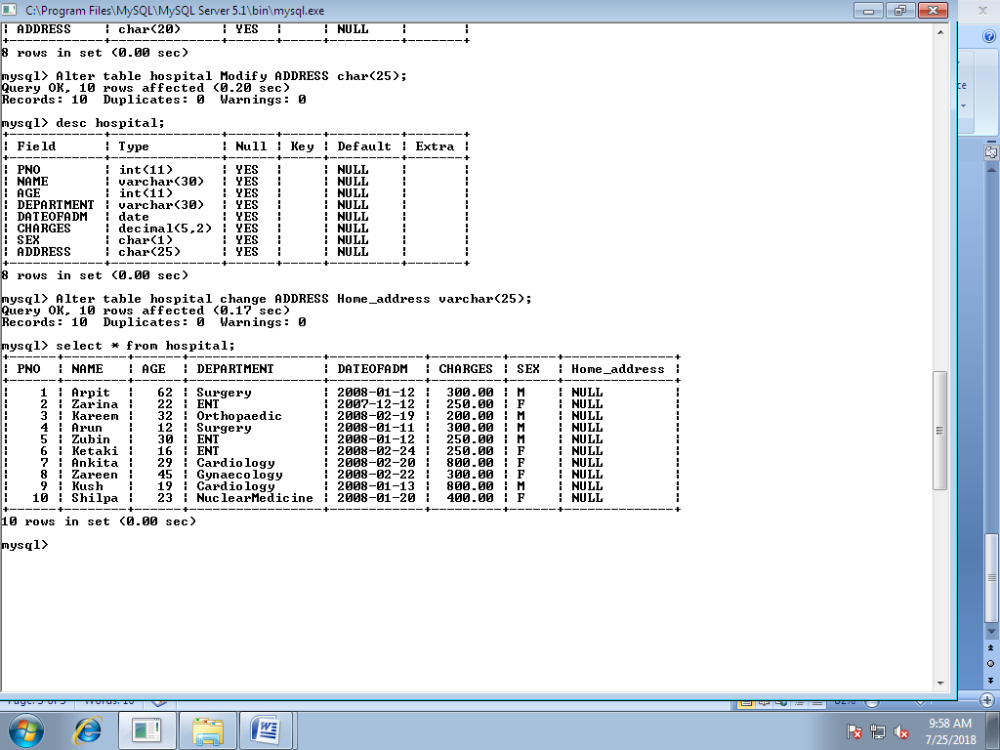 C:\Program Files\MySQL\MySQL Server 5.1\bin\mysql.exe
| ADDRESS    | char(20)     | YES  |     | NULL    |       |
+------------+--------------+------+-----+---------+-------+
8 rows in set (0.00 sec)
mysql> Alter table hospital Modify ADDRESS char(25);
Query OK, 10 rows affected (0.20 sec)
Records: 10  Duplicates: 0  Warnings: 0
mysql> desc hospital;
+------------+--------------+------+-----+---------+-------+
| Field      | Type         | Null | Key | Default | Extra |
+------------+--------------+------+-----+---------+-------+
| PNO        | int(11)      | YES  |     | NULL    |       |
| NAME       | varchar(30)  | YES  |     | NULL    |       |
| AGE        | int(11)      | YES  |     | NULL    |       |
| DEPARTMENT | varchar(30)  | YES  |     | NULL    |       |
| DATEOFADM  | date         | YES  |     | NULL    |       |
| CHARGES    | decimal(5,2) | YES  |     | NULL    |       |
| SEX        | char(1)      | YES  |     | NULL    |       |
| ADDRESS    | char(25)     | YES  |     | NULL    |       |
+------------+--------------+------+-----+---------+-------+
8 rows in set (0.00 sec)
mysql> Alter table hospital change ADDRESS Home_address varchar(25);
Query OK, 10 rows affected (0.17 sec)
Records: 10  Duplicates: 0  Warnings: 0
mysql> select * from hospital;
+------+--------+------+-----------------+------------+---------+------+--------------+
| PNO  | NAME   | AGE  | DEPARTMENT      | DATEOFADM  | CHARGES | SEX  | Home_address |
+------+--------+------+-----------------+------------+---------+------+--------------+
|    1 | Arpit  |   62 | Surgery         | 2008-01-12 |  300.00 | M    | NULL         |
|    2 | Zarina |   22 | ENT             | 2007-12-12 |  250.00 | F    | NULL         |
|    3 | Kareem |   32 | Orthopaedic     | 2008-02-19 |  200.00 | M    | NULL         |
|    4 | Arun   |   12 | Surgery         | 2008-01-11 |  300.00 | M    | NULL         |
|    5 | Zubin  |   30 | ENT             | 2008-01-12 |  250.00 | M    | NULL         |
|    6 | Ketaki |   16 | ENT             | 2008-02-24 |  250.00 | F    | NULL         |
|    7 | Ankita |   29 | Cardiology      | 2008-02-20 |  800.00 | F    | NULL         |
|    8 | Zareen |   45 | Gynaecology     | 2008-02-22 |  300.00 | F    | NULL         |
|    9 | Kush   |   19 | Cardiology      | 2008-01-13 |  800.00 | M    | NULL         |
|   10 | Shilpa |   23 | NuclearMedicine | 2008-01-20 |  400.00 | F    | NULL         |
+------+--------+------+-----------------+------------+---------+------+--------------+
10 rows in set (0.00 sec)
mysql>
9:58 AM
7/25/2018